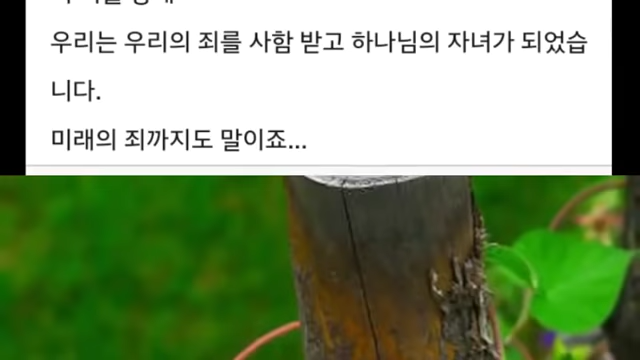 우리는 우리의 죄를 사함 받고 하나님의 자녀가 되었습
니다.
미래의 죄까지도 말이죠...